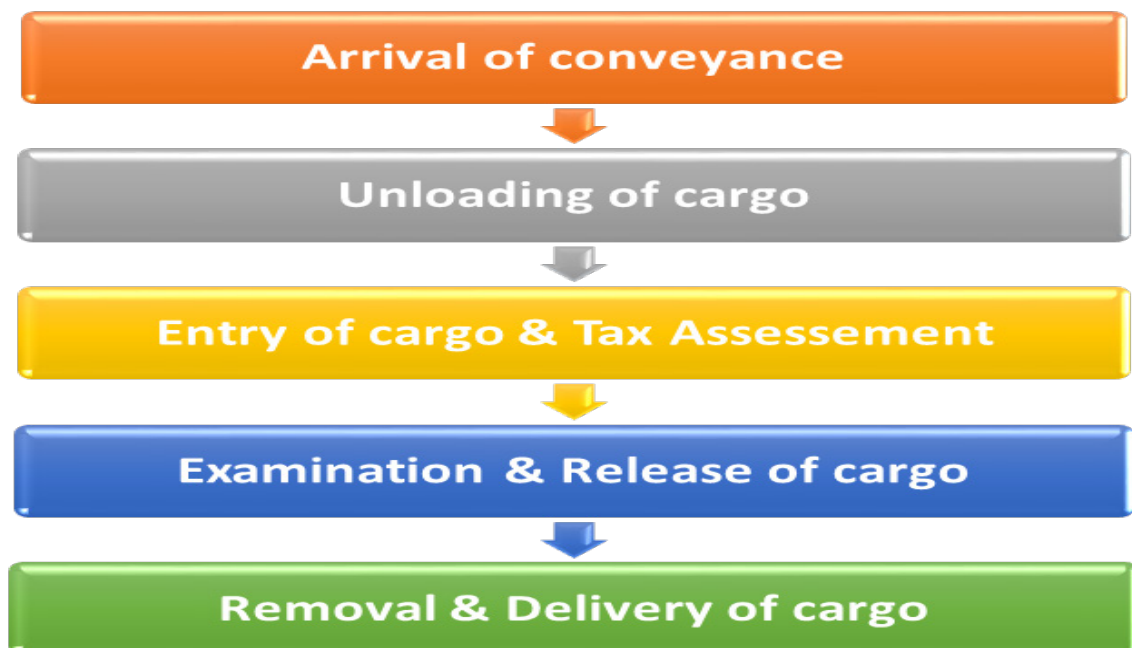 Arrival of conveyance
Unloading of cargo
Entry of cargo & Tax Assessement
Examination & Release of cargo
Removal & Delivery of cargo